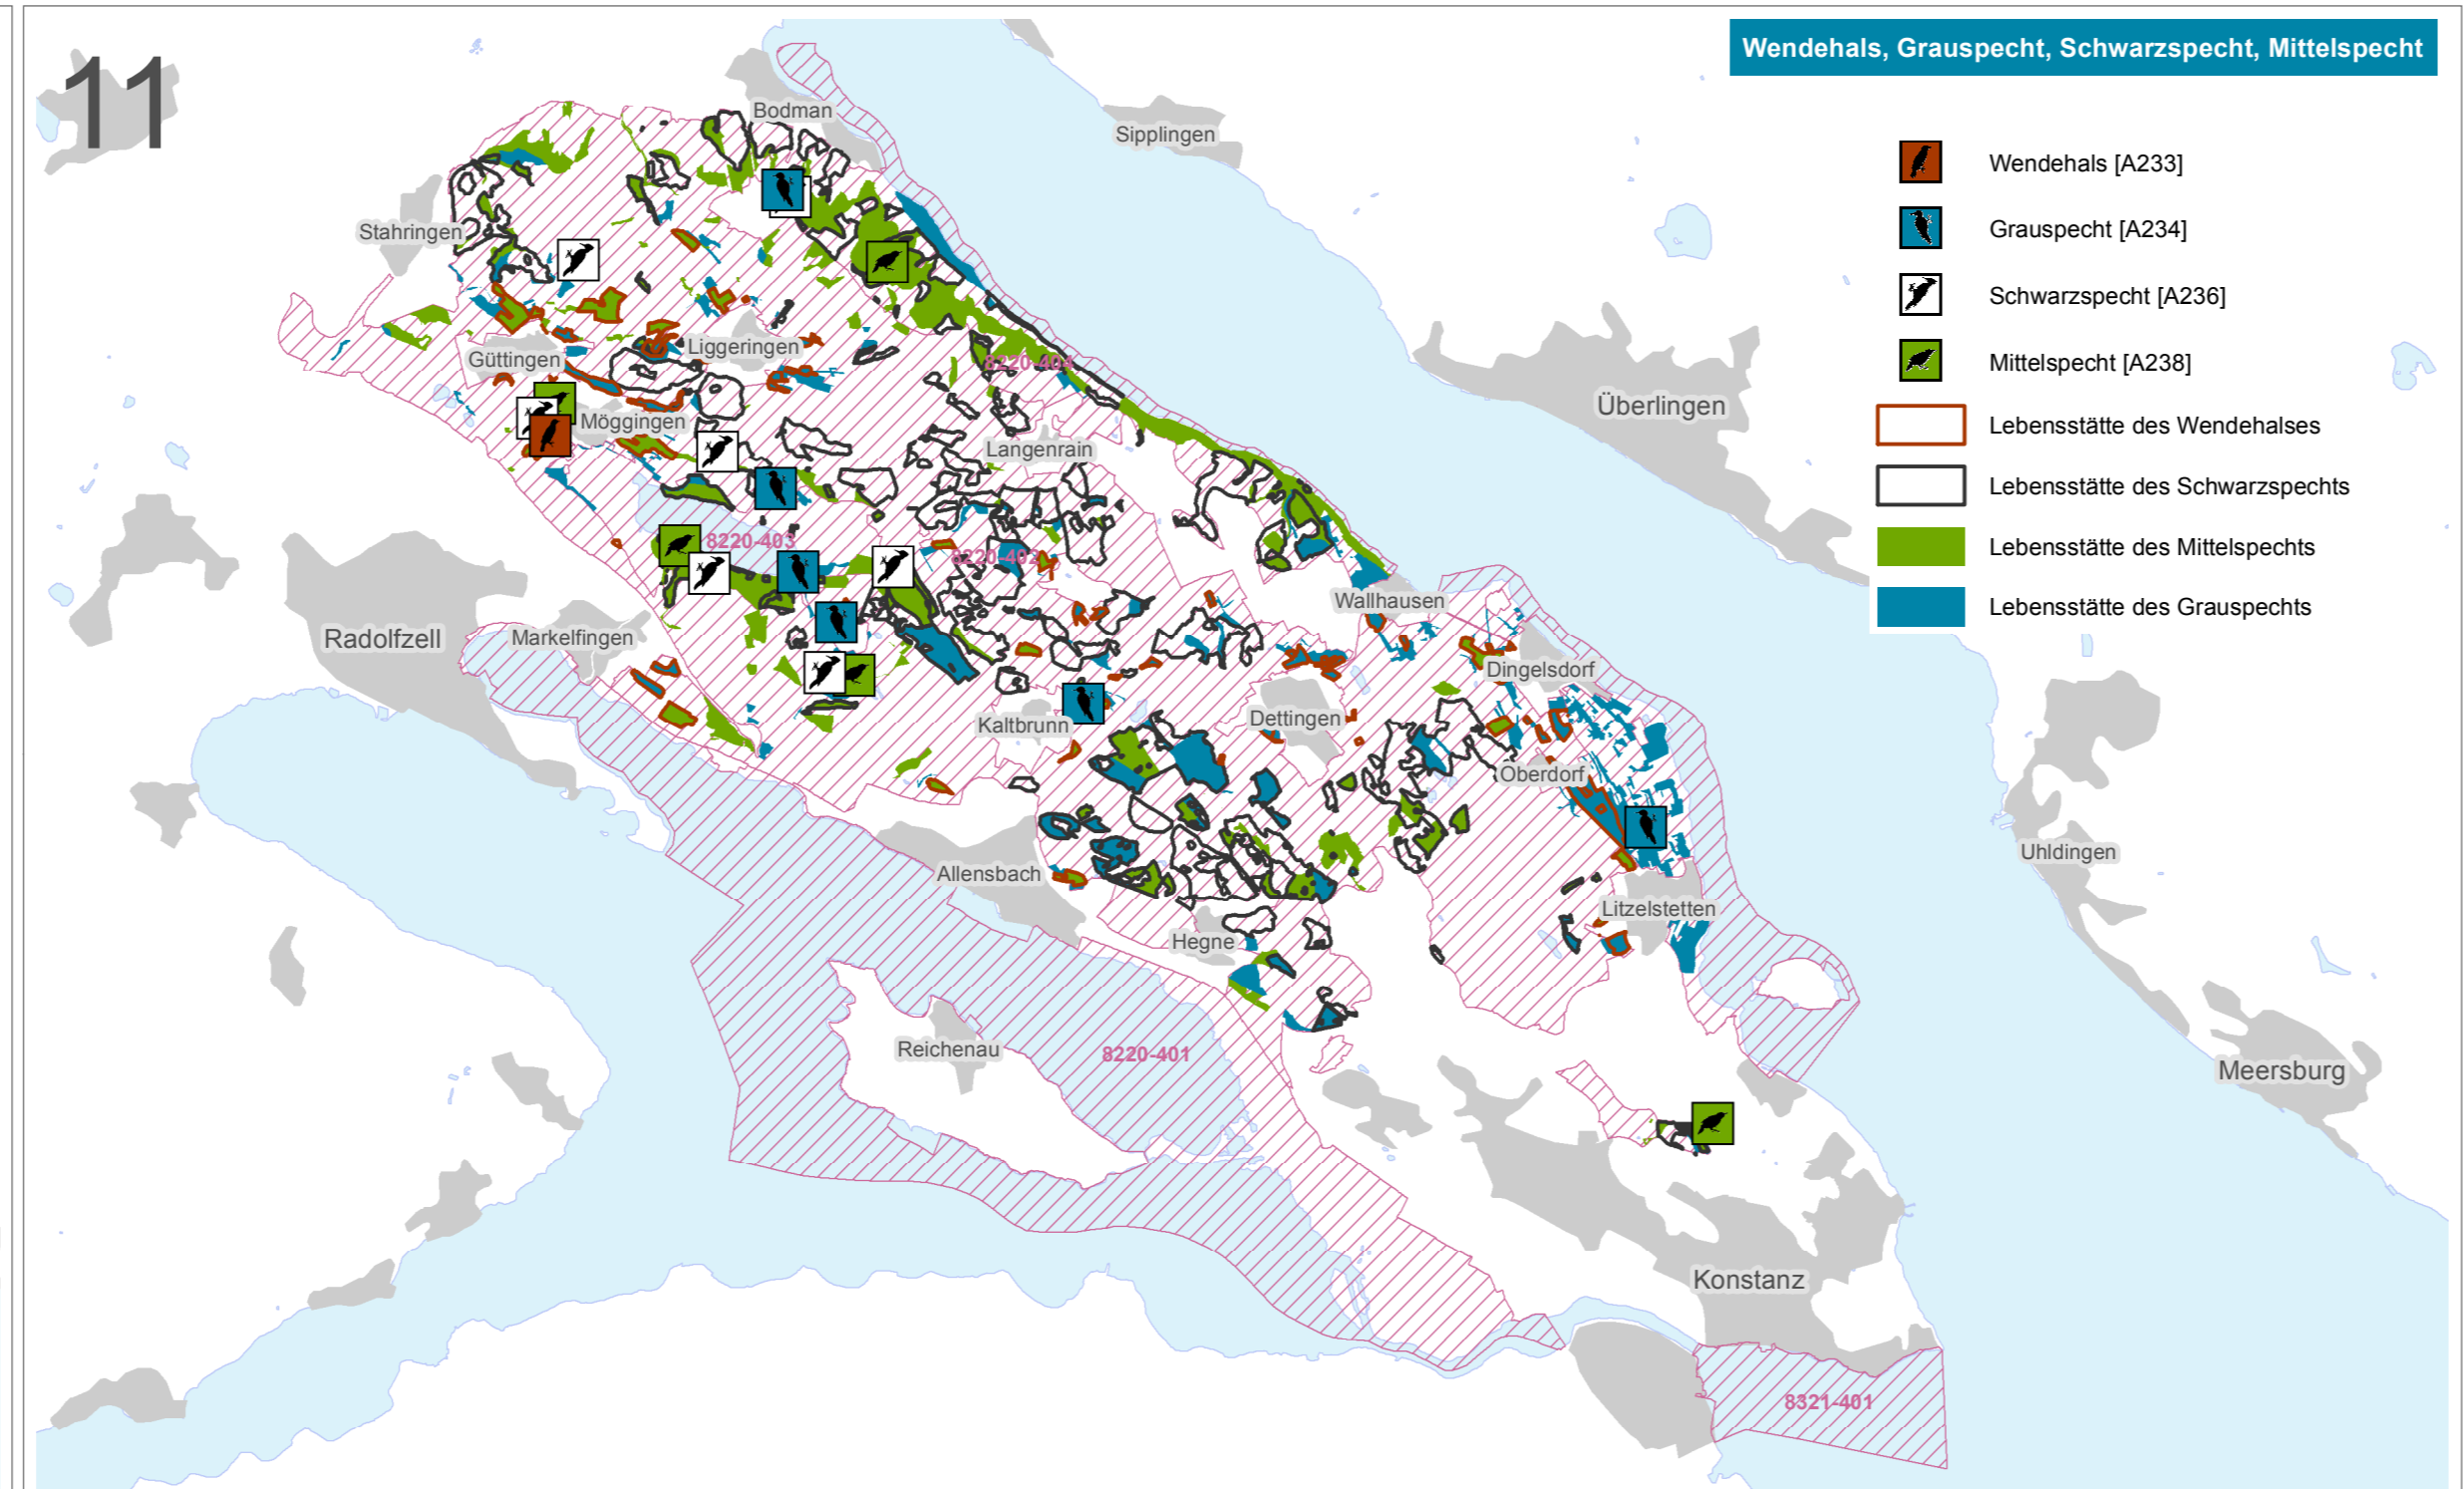 11
Wendehals, Grauspecht, Schwarzspecht, Mittelspecht
Wendehals [A233]
Grauspecht [A234]
Schwarzspecht [A236]
Mittelspecht [A238]
Lebensstätte des Wendehalses
Lebensstätte des Schwarzspechts
Lebensstätte des Mittelspechts
Lebensstätte des Grauspechts
Bodman
Sipplingen
Stahringen
Güttingen
Liggeringen
8220-404
Überlingen
Möggingen
Langenrain
8220-403
8220-402
Wallhausen
Radolfzell
Markelfingen
Dingelsdorf
Kaltbrunn
Dettingen
Oberdorf
Uhldingen
Allensbach
Litzelstetten
Hegne
Reichenau
8220-401
Meersburg
Konstanz
8321-401